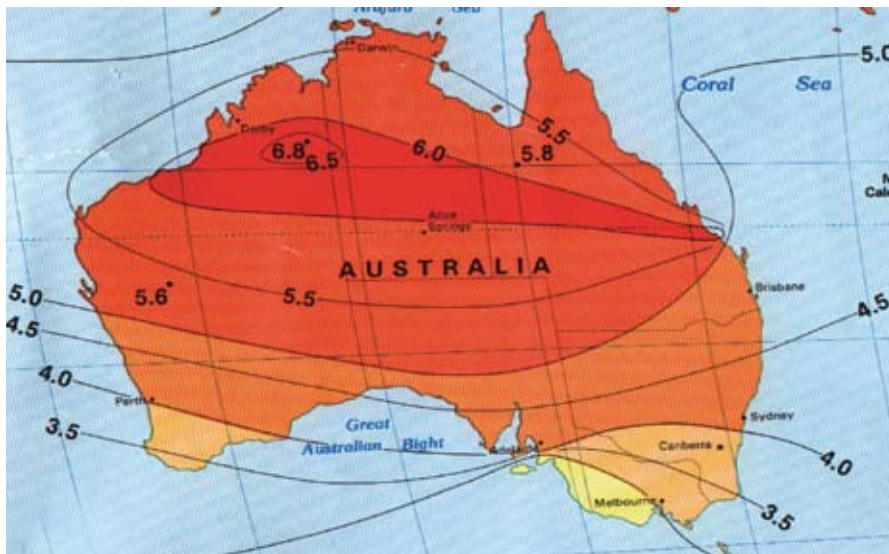 Arafura Sea
Darwin
5.0
Coral Sea
5.5
Derby
6.8
6.5
6.0
5.8
Alice
Springs
AUSTRALIA
5.6
5.5
Brisbane
5.0
4.5
4.5
4.0
Perth
3.5
Great
Australian Bight
Adelaide
Sydney
Canberra
4.0
Melbourne
3.5